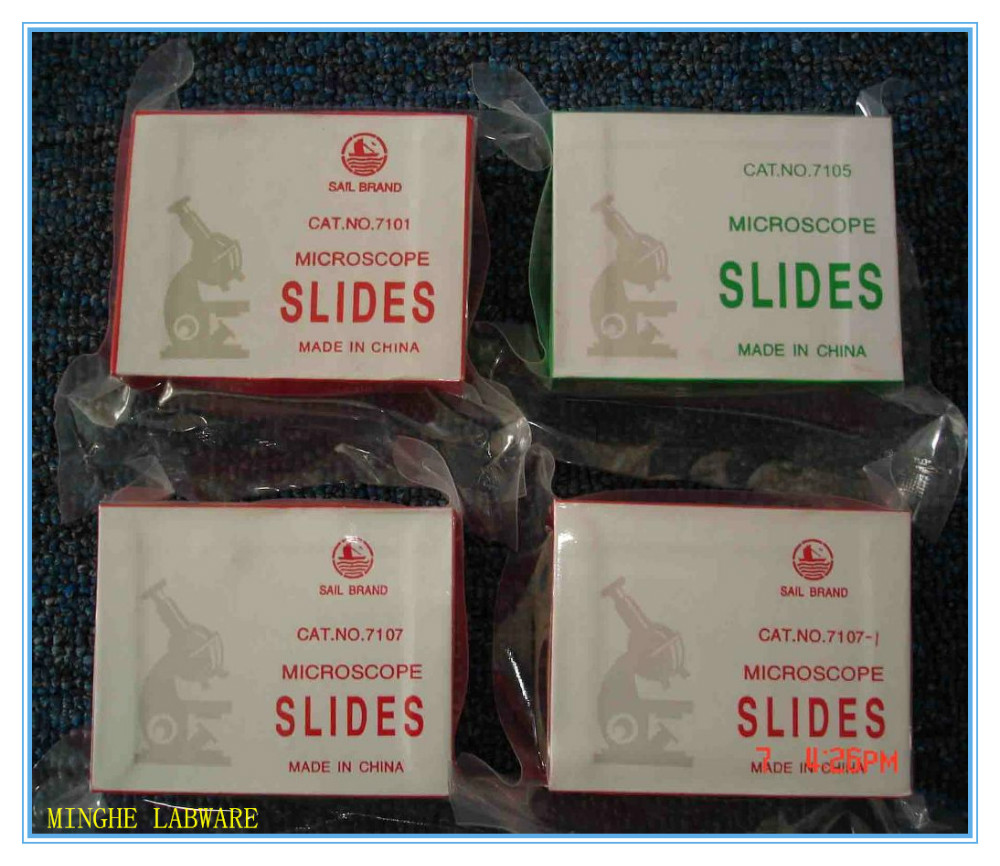 SAIL BRAND
CAT.NO.7101
MICROSCOPE
SLIDES
MADE IN CHINA
CAT.NO.7105
MICROSCOPE
SLIDES
MADE IN CHINA
SAIL BRAND
CAT.NO.7107
MICROSCOPE
SLIDES
MADE IN CHINA
SAIL BRAND
CAT.NO.7107-1
MICROSCOPE
SLIDES
MADE IN CHINA
7 4:26PM
MINGHE LABWARE